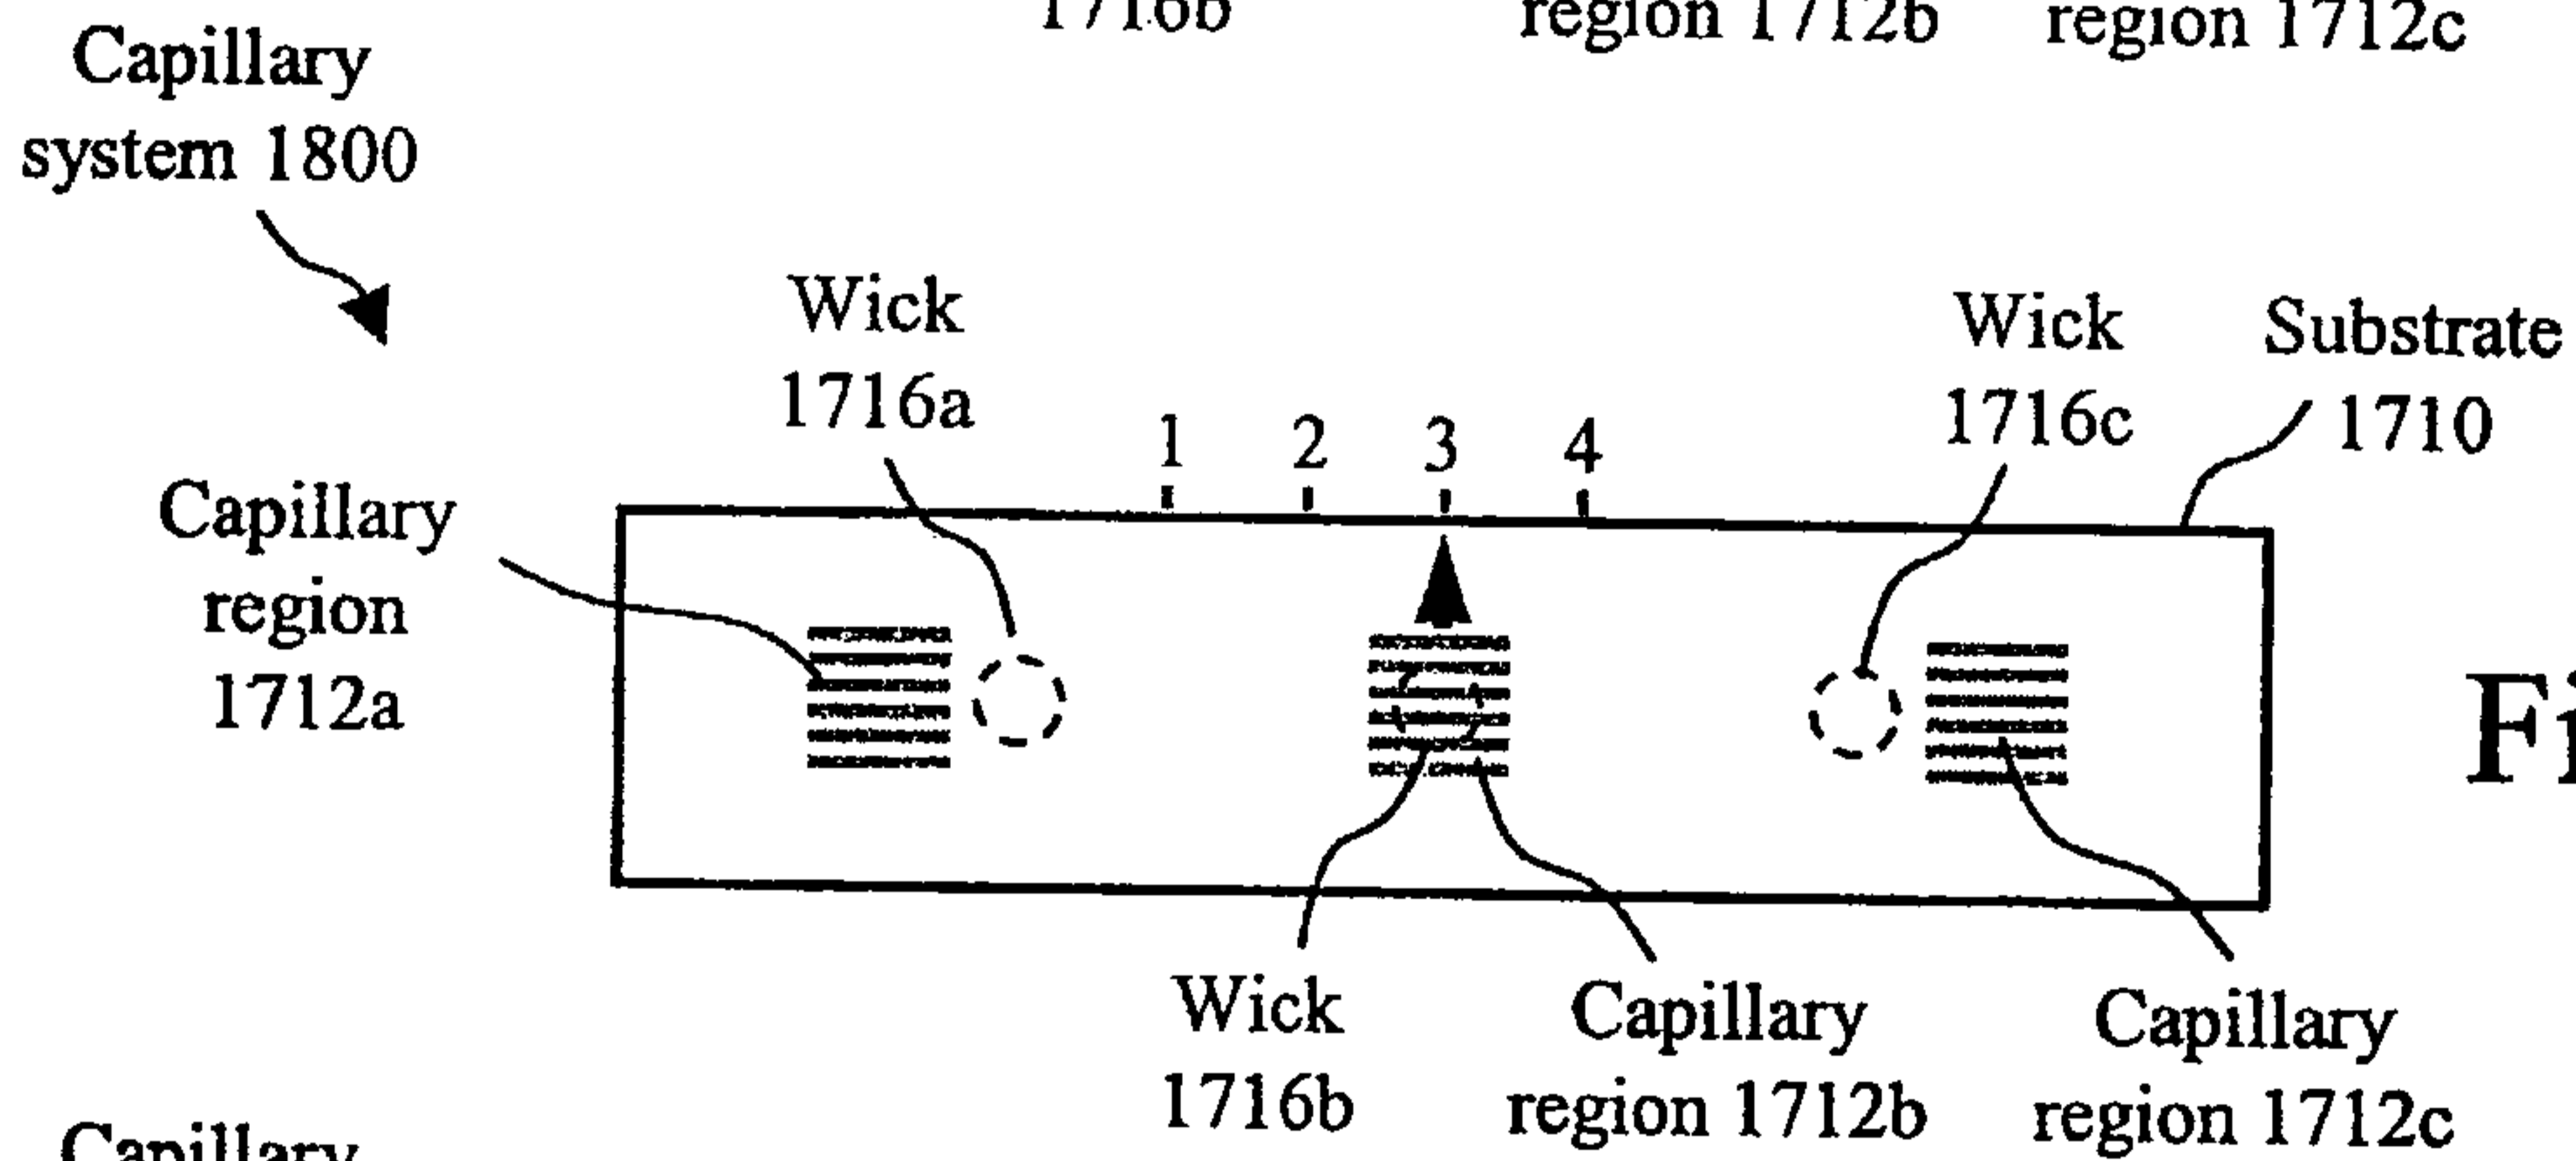 1716b
region 1712b
region 1712c
Capillary
system 1800
Wick
1716a
Wick
1716c
Substrate
1710
1 2 3 4
Capillary
region
1712a
Wick
1716b
Capillary
region 1712b
Capillary
region 1712c
Capillary